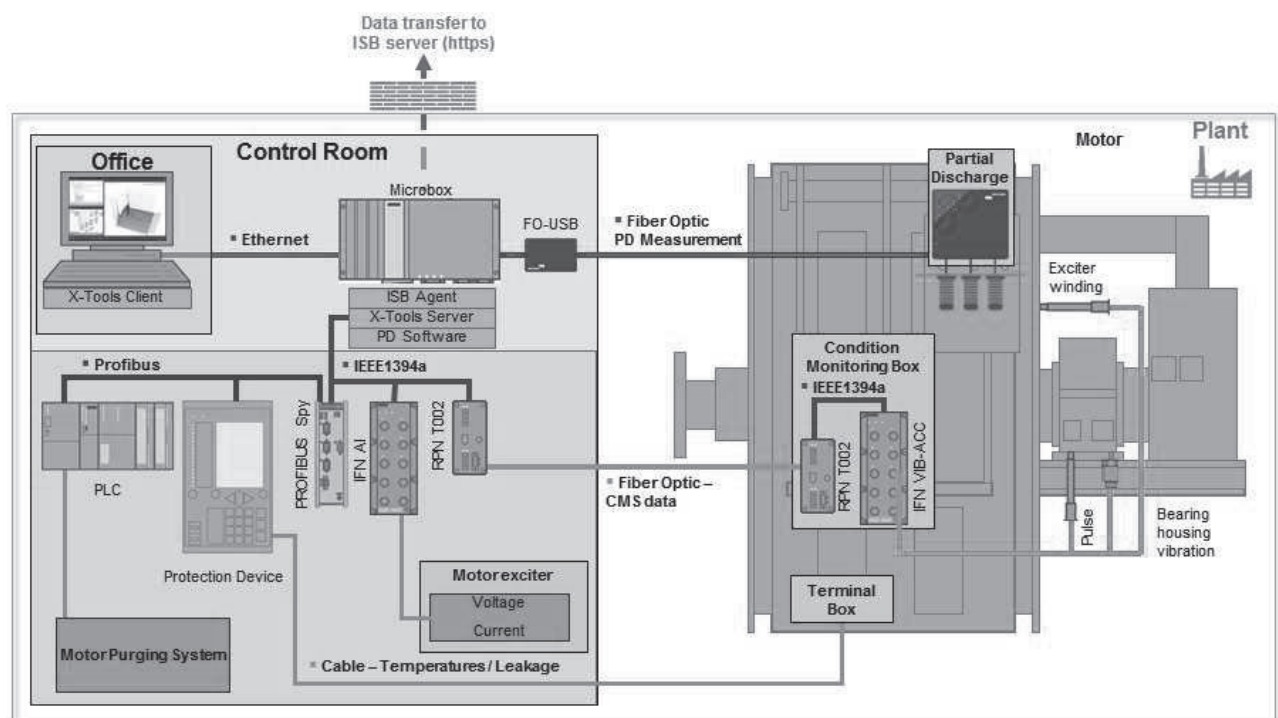 Data transfer to
ISB server (https)
Plant
Motor
Control Room
Office
X-Tools Client
▪ Ethernet
Microbox
ISB Agent
X-Tools Server
PD Software
FO-USB
▪ Fiber Optic
PD Measurement
Partial
Discharge
Exciter
winding
▪ Profibus
▪ IEEE1394a
PLC
Protection Device
PROFIBUS Spy
IFN AI
RPN T002
Condition
Monitoring Box
▪ IEEE1394a
RPN T002
IFN VIB-ACC
▪ Fiber Optic –
CMS data
Pulse
Bearing
housing
vibration
Motor exciter
Voltage
Current
Terminal
Box
Motor Purging System
▪ Cable – Temperatures / Leakage